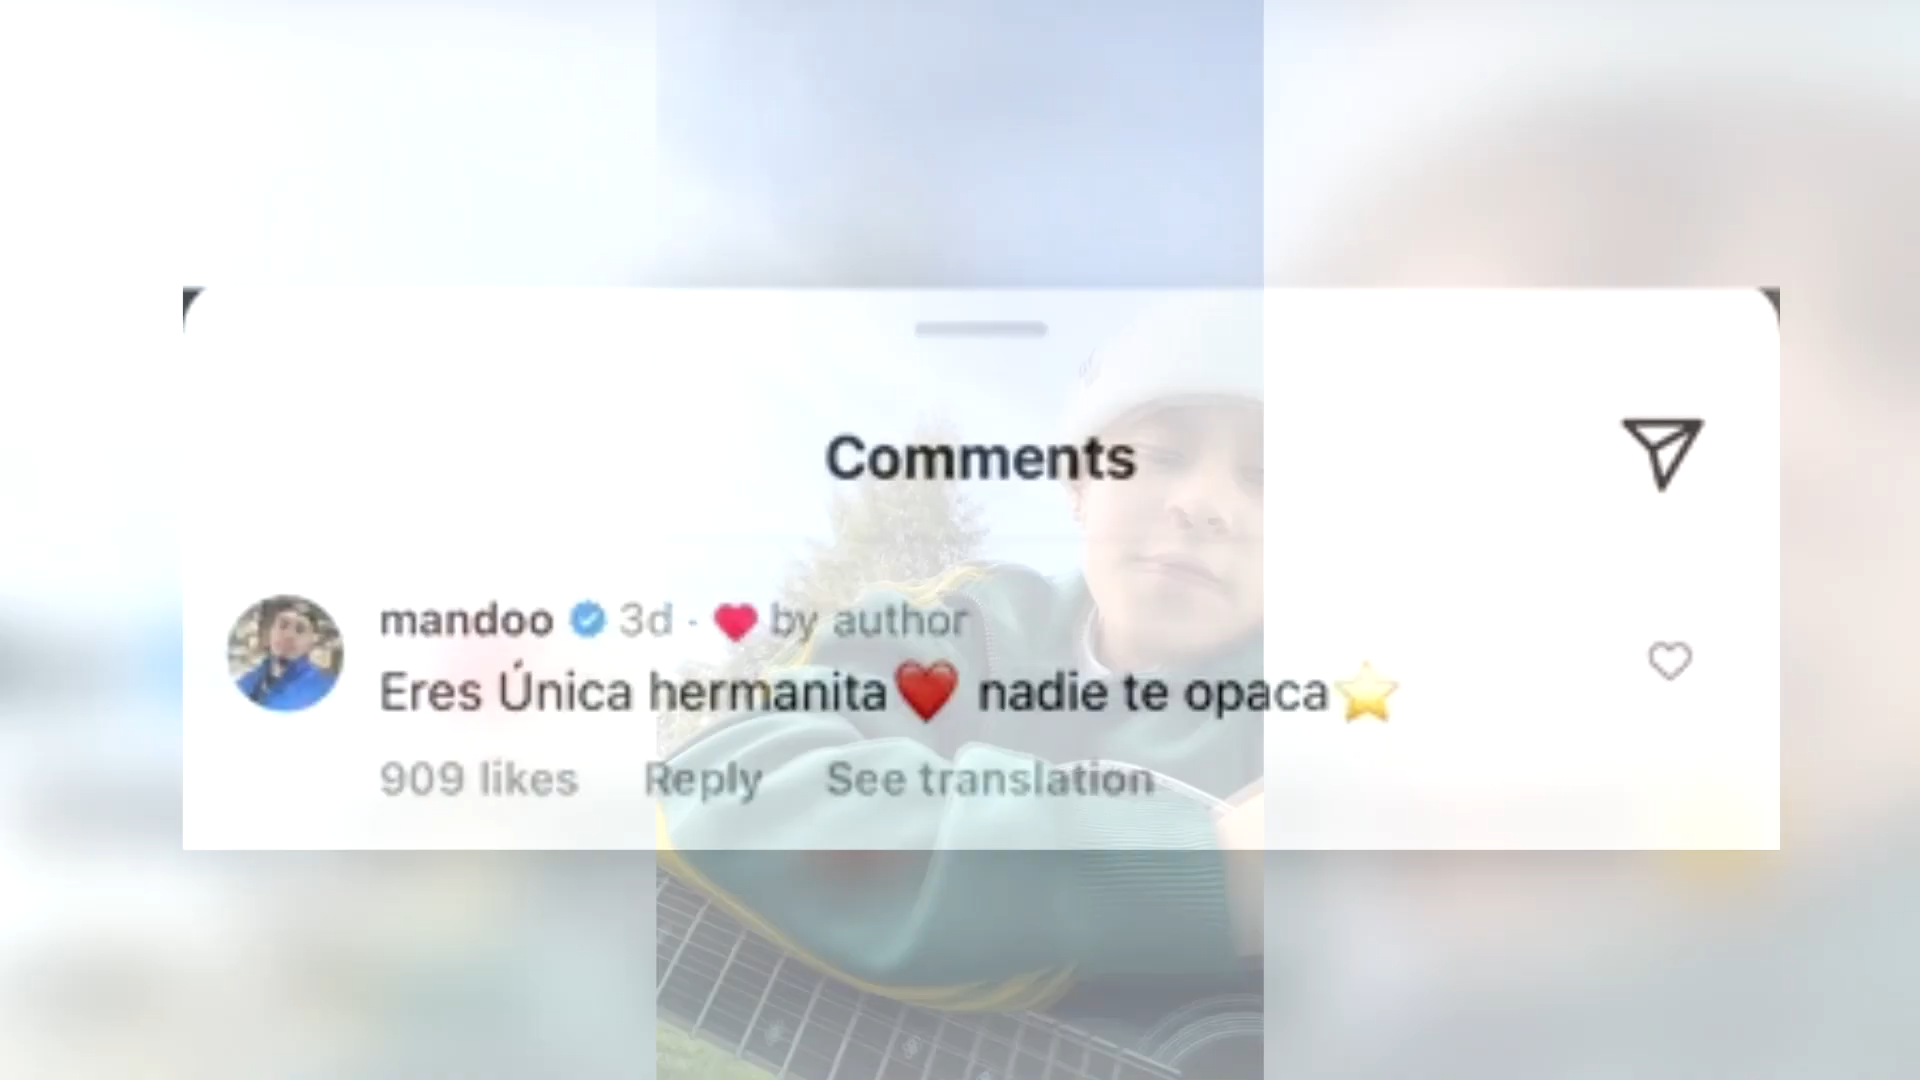 Comments
mandoo 3d · ❤️ by author
Eres Única hermanita❤️ nadie te opaca⭐
909 likes Reply See translation